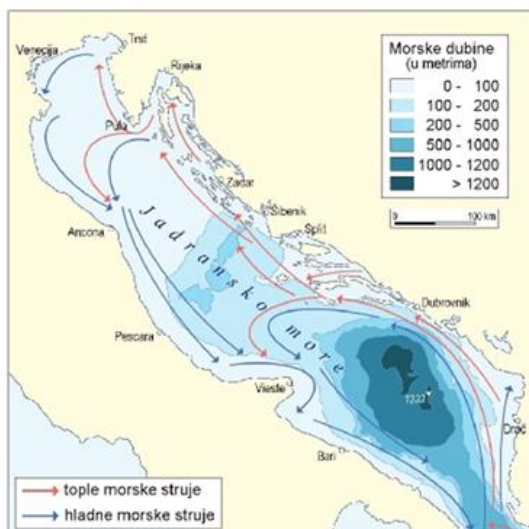 Venecija
Trst
Rijeka
Pula
Zadar
Šibenik
Split
Ancona
Jadransko more
Dubrovnik
Pescara
Vieste
Bari
Drač
Morske dubine
(u metrima)
0 - 100
100 - 200
200 - 500
500 - 1000
1000 - 1200
> 1200
0 100 km
tople morske struje
hladne morske struje